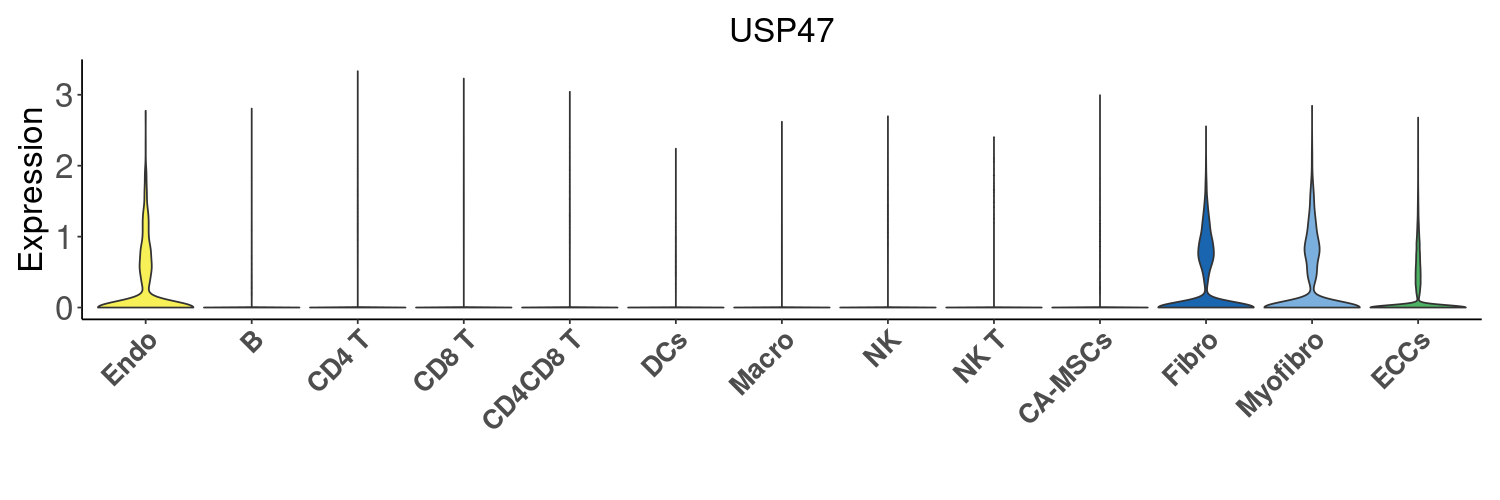 USP47
Expression
3
2
1
0
Endo
B
CD4 T
CD8 T
CD4CD8 T
DCs
Macro
NK
NK T
CA-MSCs
Fibro
Myofibro
ECCs